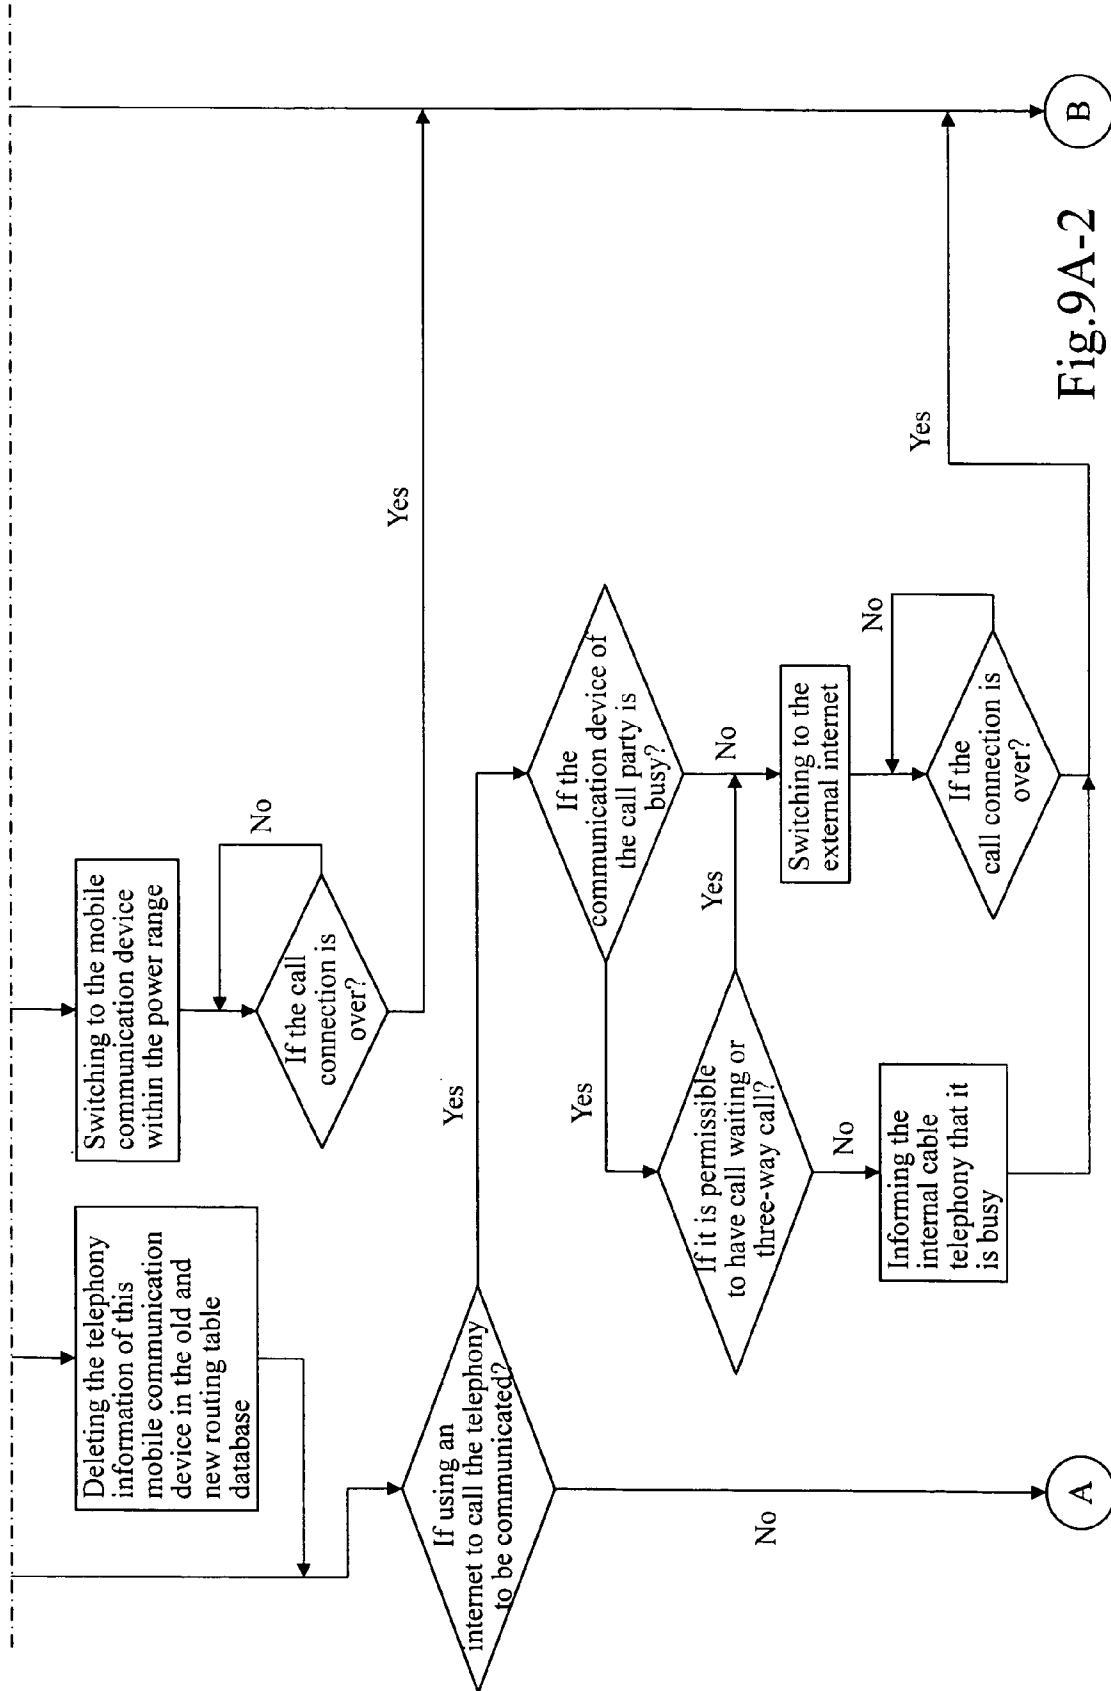 Deleting the telephony
information of this
mobile communication
device in the old and
new routing table
database
Switching to the mobile
communication device
within the power range
No
If the call
connection is
over?
Yes
If using an
internet to call the telephony
to be communicated?
Yes
No
If the
communication device of
the call party is
busy?
Yes
No
If it is permissible
to have call waiting or
three-way call?
Yes
No
Switching to the
external internet
Informing the
internal cable
telephony that it
is busy
No
If the
call connection is
over?
Yes
A
B
Fig.9A-2